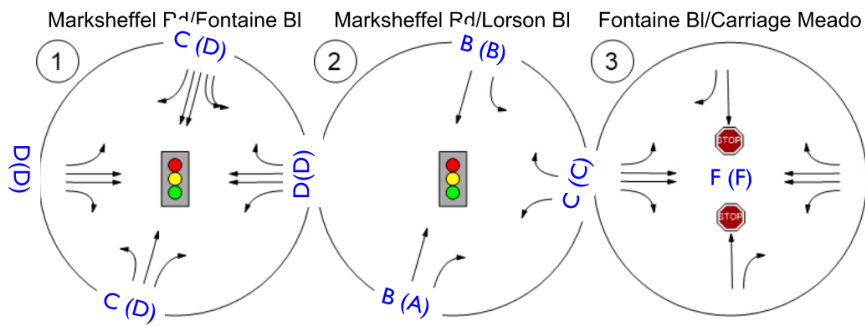 Marksheffel Rd/Fontaine Bl
Marksheffel Rd/Lorson Bl
Fontaine Bl/Carriage Meado
1
C (D)
D(D)
D(D)
C (D)
2
B (B)
C (C)
B (A)
3
STOP
F (F)
STOP